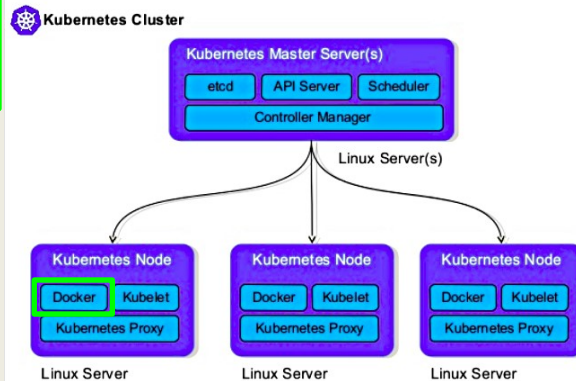 Kubernetes Cluster
Kubernetes Master Server(s)
etcd API Server Scheduler
Controller Manager
Linux Server(s)
Kubernetes Node Kubernetes Node Kubernetes Node
Docker Kubelet Docker Kubelet Docker Kubelet
Kubernetes Proxy Kubernetes Proxy Kubernetes Proxy
Linux Server Linux Server Linux Server